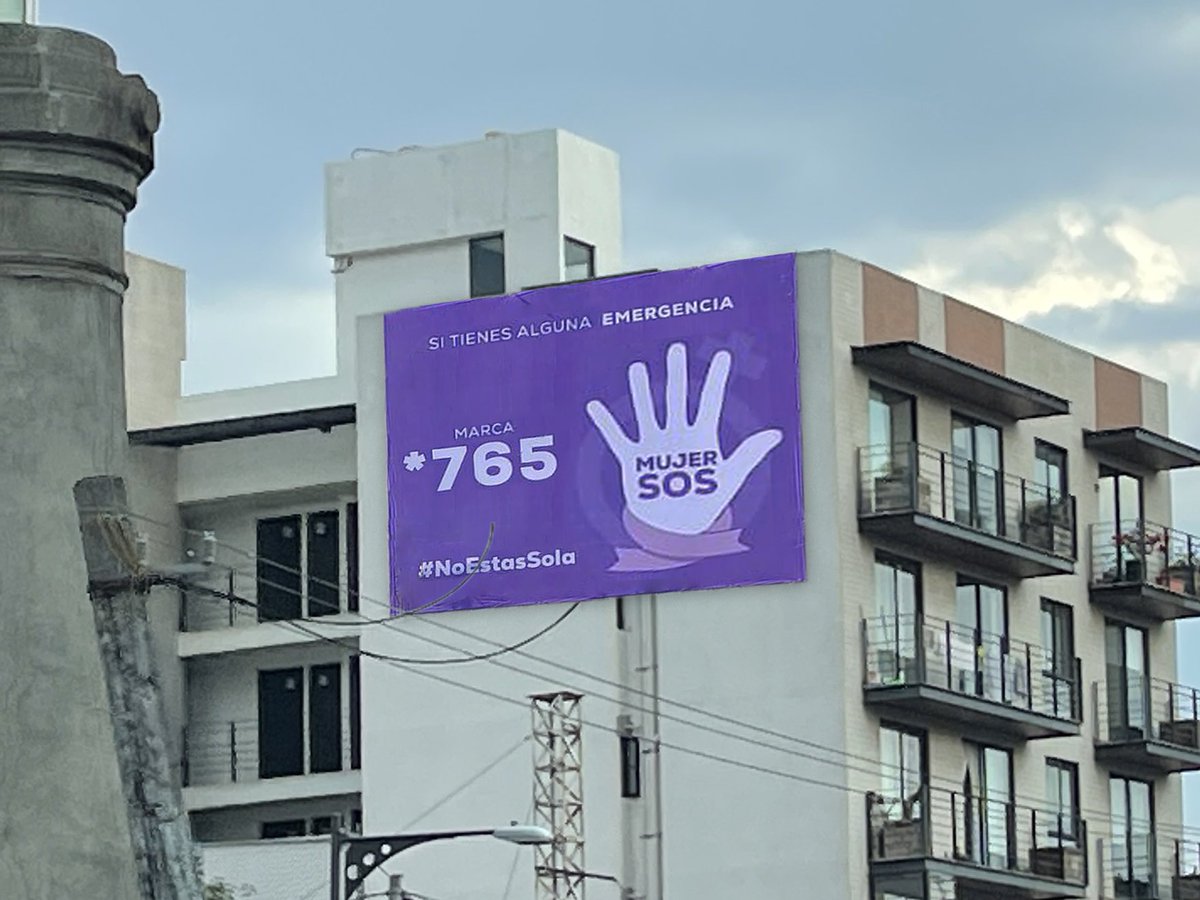 SI TIENES ALGUNA EMERGENCIA
MARCA
*765
MUJER
SOS
#NoEstasSola